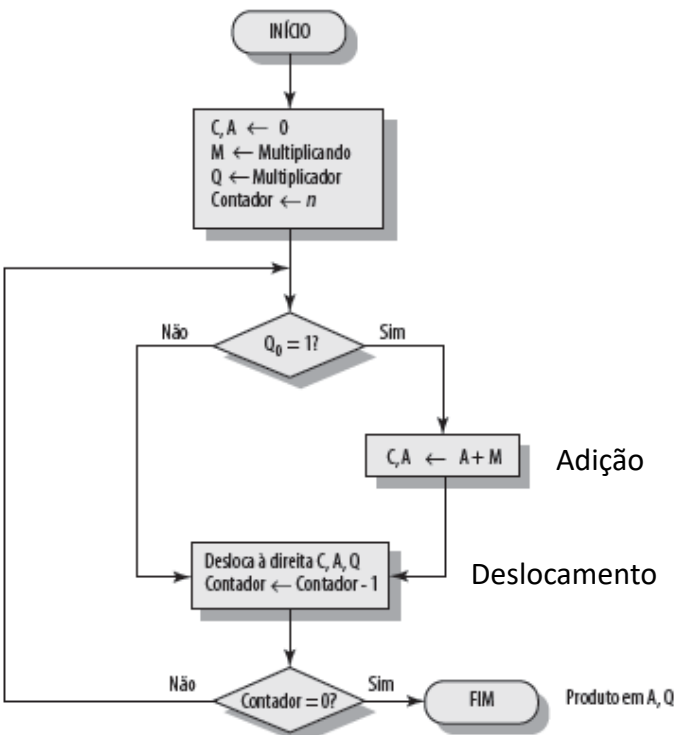 INÍCIO
C, A ← 0
M ← Multiplicando
Q ← Multiplicador
Contador ← n
Não
Sim
Q₀ = 1?
C, A ← A + M
Adição
Desloca à direita C, A, Q
Contador ← Contador - 1
Deslocamento
Não
Sim
Contador = 0?
FIM
Produto em A, Q